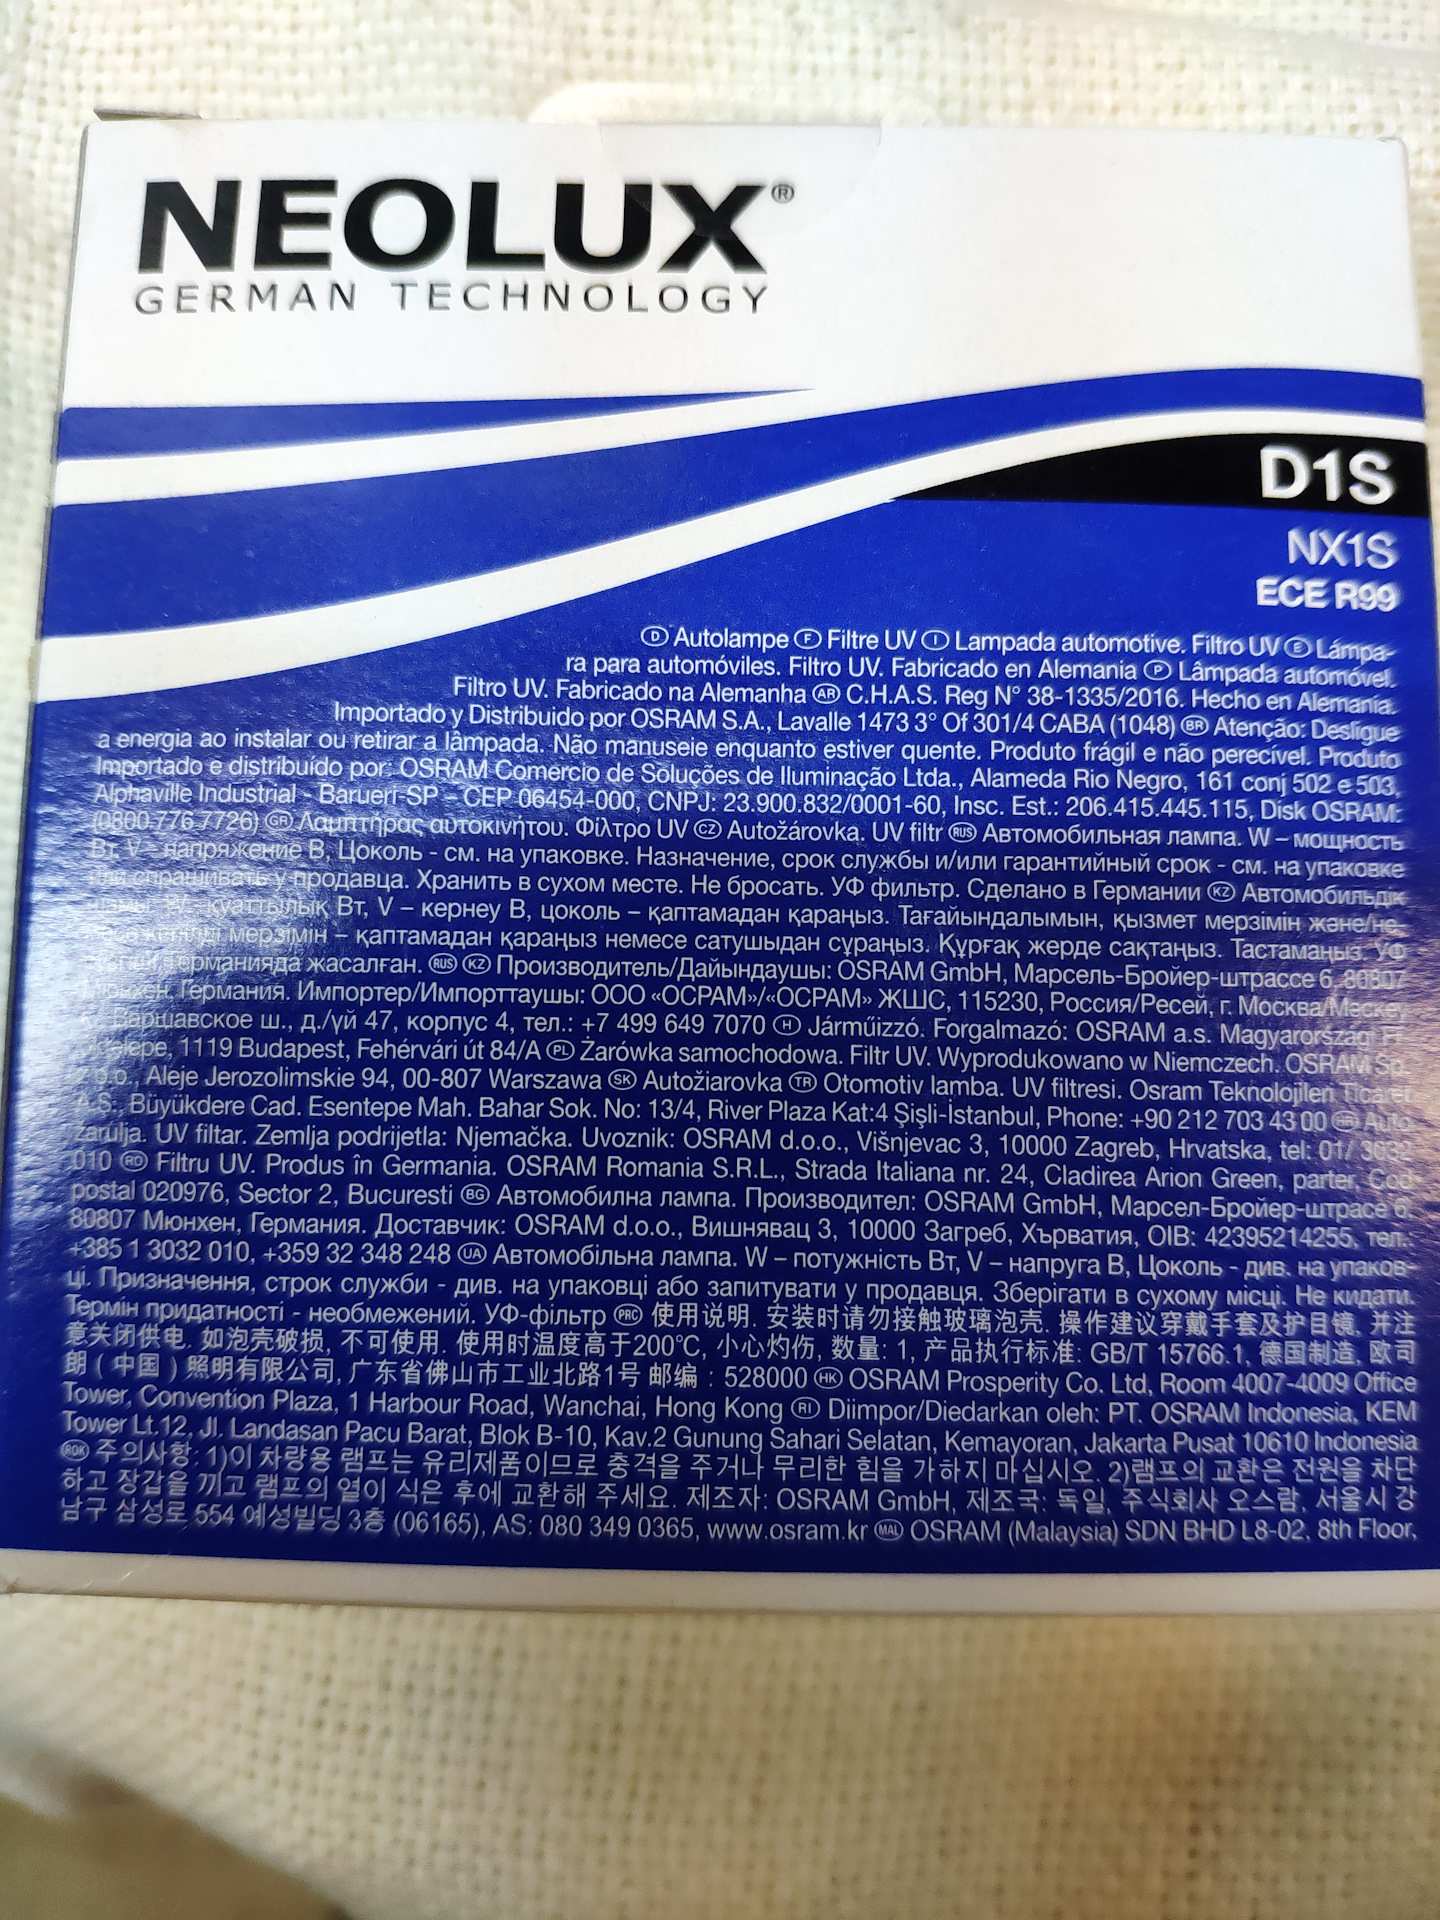 NEOLUX®
GERMAN TECHNOLOGY
D1S
NX1S
ECE R99
Ⓓ Autolampe Ⓕ Filtre UV Ⓘ Lampada automotive. Filtro UV Ⓔ Lámpa-
ra para automóviles. Filtro UV. Fabricado en Alemania Ⓟ Lâmpada automóvel.
Filtro UV. Fabricado na Alemanha AR C.H.A.S. Reg N° 38-1335/2016. Hecho en Alemania.
Importado y Distribuido por OSRAM S.A., Lavalle 1473 3° Of 301/4 CABA (1048) BR Atenção: Desligue
a energia ao instalar ou retirar a lâmpada. Não manuseie enquanto estiver quente. Produto frágil e não perecível. Produto
Importado e distribuído por: OSRAM Comercio de Soluções de Iluminação Ltda., Alameda Rio Negro, 161 conj 502 e 503,
Alphaville Industrial - Barueri-SP - CEP 06454-000, CNPJ: 23.900.832/0001-60, Insc. Est.: 206.415.445.115, Disk OSRAM:
(0800 776 7726) GR Λαμπτήρας αυτοκινήτου. Φίλτρο UV CZ Autožárovka. UV filtr RUS Автомобильная лампа. W – мощность
Вт, V – напряжение В, Цоколь - см. на упаковке. Назначение, срок службы и/или гарантийный срок - см. на упаковке
или спрашивать у продавца. Хранить в сухом месте. Не бросать. УФ фильтр. Сделано в Германии KZ Автомобильдік
шамы. W – қуаттылық Вт, V – кернеу В, цоколь – қаптамадан қараңыз. Тағайындалымын, қызмет мерзімін және/не-
месе кепілді мерзімін – қаптамадан қараңыз немесе сатушыдан сұраңыз. Құрғақ жерде сақтаңыз. Тастамаңыз. УФ
Германияда жасалған. RUS KZ Производитель/Дайындаушы: OSRAM GmbH, Марсель-Бройер-штрассе 6, 80807
Мюнхен, Германия. Импортер/Импорттаушы: ООО «ОСРАМ»/«ОСРАМ» ЖШС, 115230, Россия/Ресей, г. Москва/Мәскеу
қ., Варшавское ш., д./үй 47, корпус 4, тел.: +7 499 649 7070 Ⓗ Járműizzó. Forgalmazó: OSRAM a.s. Magyarország
1119 Budapest, Fehérvári út 84/A PL Żarówka samochodowa. Filtr UV. Wyprodukowano w Niemczech. OSRAM Sp.
z o.o., Aleje Jerozolimskie 94, 00-807 Warszawa SK Autožiarovka TR Otomotiv lamba. UV filtresi. Osram Teknolojileri Ticaret
A.S., Büyükdere Cad. Esentepe Mah. Bahar Sok. No: 13/4, River Plaza Kat:4 Şişli-İstanbul, Phone: +90 212 703 43 00 HR Auto
žarulja. UV filtar. Zemlja podrijetla: Njemačka. Uvoznik: OSRAM d.o.o., Višnjevac 3, 10000 Zagreb, Hrvatska, tel: 01/ 3032
010 RO Filtru UV. Produs în Germania. OSRAM Romania S.R.L., Strada Italiana nr. 24, Cladirea Arion Green, parter, Cod
postal 020976, Sector 2, Bucuresti BG Автомобилна лампа. Производител: OSRAM GmbH, Марсел-Бройер-штрасе 6,
80807 Мюнхен, Германия. Доставчик: OSRAM d.o.o., Вишнявац 3, 10000 Загреб, Хърватия, OIB: 42395214255, тел.:
+385 1 3032 010, +359 32 348 248 UA Автомобільна лампа. W – потужність Вт, V – напруга В, Цоколь - див. на упаков-
ці. Призначення, строк служби - див. на упаковці або запитувати у продавця. Зберігати в сухому місці. Не кидати.
Термін придатності - необмежений. УФ-фільтр PRC 使用说明. 安装时请勿接触玻璃泡壳. 操作建议穿戴手套及护目镜, 并注
意关闭供电. 如泡壳破损, 不可使用. 使用时温度高于200℃, 小心灼伤, 数量: 1, 产品执行标准: GB/T 15766.1, 德国制造, 欧司
朗（中国）照明有限公司, 广东省佛山市工业北路1号 邮编：528000 HK OSRAM Prosperity Co. Ltd, Room 4007-4009 Office
Tower, Convention Plaza, 1 Harbour Road, Wanchai, Hong Kong RI Diimpor/Diedarkan oleh: PT. OSRAM Indonesia, KEM
Tower Lt.12, Jl. Landasan Pacu Barat, Blok B-10, Kav.2 Gunung Sahari Selatan, Kemayoran, Jakarta Pusat 10610 Indonesia
ROK 주의사항: 1)이 차량용 램프는 유리제품이므로 충격을 주거나 무리한 힘을 가하지 마십시오. 2)램프의 교환은 전원을 차단
하고 장갑을 끼고 램프의 열이 식은 후에 교환해 주세요. 제조자: OSRAM GmbH, 제조국: 독일, 주식회사 오스람, 서울시 강
남구 삼성로 554 예성빌딩 3층 (06165), AS: 080 349 0365, www.osram.kr MAL OSRAM (Malaysia) SDN BHD L8-02, 8th Floor,